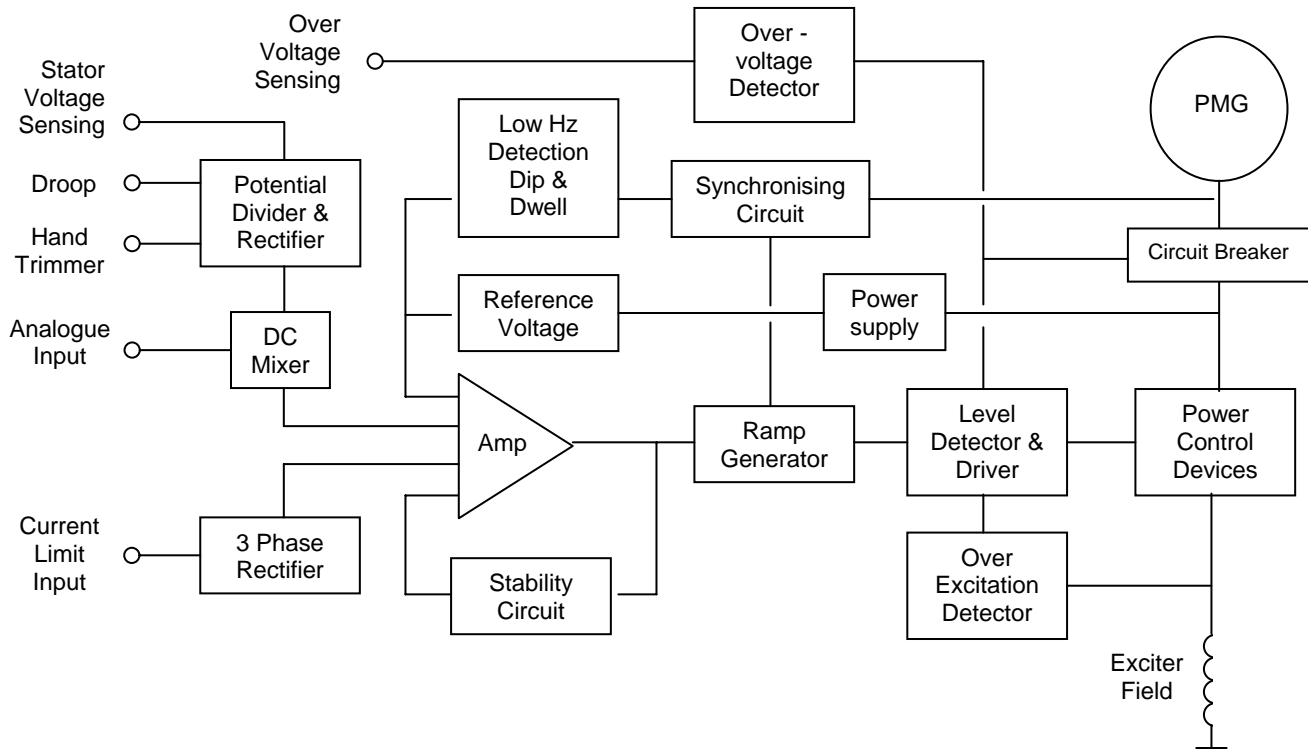 Over
Voltage
Sensing
Over -
voltage
Detector
PMG
Stator
Voltage
Sensing
Low Hz
Detection
Dip &
Dwell
Droop
Potential
Divider &
Rectifier
Synchronising
Circuit
Hand
Trimmer
Circuit Breaker
Reference
Voltage
Power
supply
Analogue
Input
DC
Mixer
Amp
Ramp
Generator
Level
Detector &
Driver
Power
Control
Devices
Current
Limit
Input
3 Phase
Rectifier
Stability
Circuit
Over
Excitation
Detector
Exciter
Field